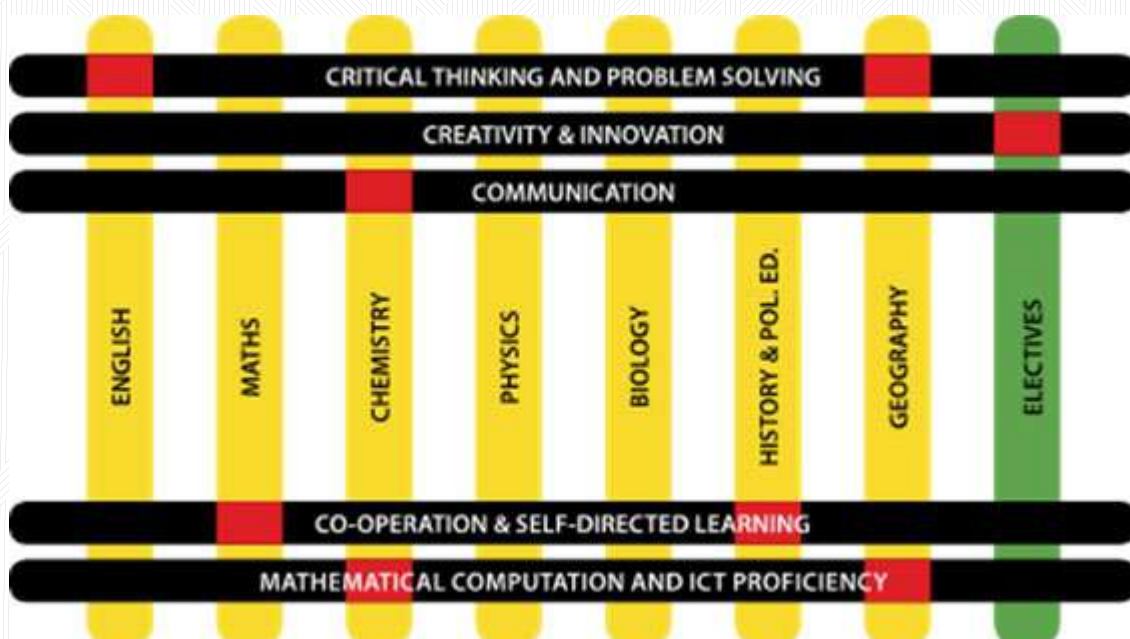 CRITICAL THINKING AND PROBLEM SOLVING
CREATIVITY & INNOVATION
COMMUNICATION
ENGLISH
MATHS
CHEMISTRY
PHYSICS
BIOLOGY
HISTORY & POL. ED.
GEOGRAPHY
ELECTIVES
CO-OPERATION & SELF-DIRECTED LEARNING
MATHEMATICAL COMPUTATION AND ICT PROFICIENCY